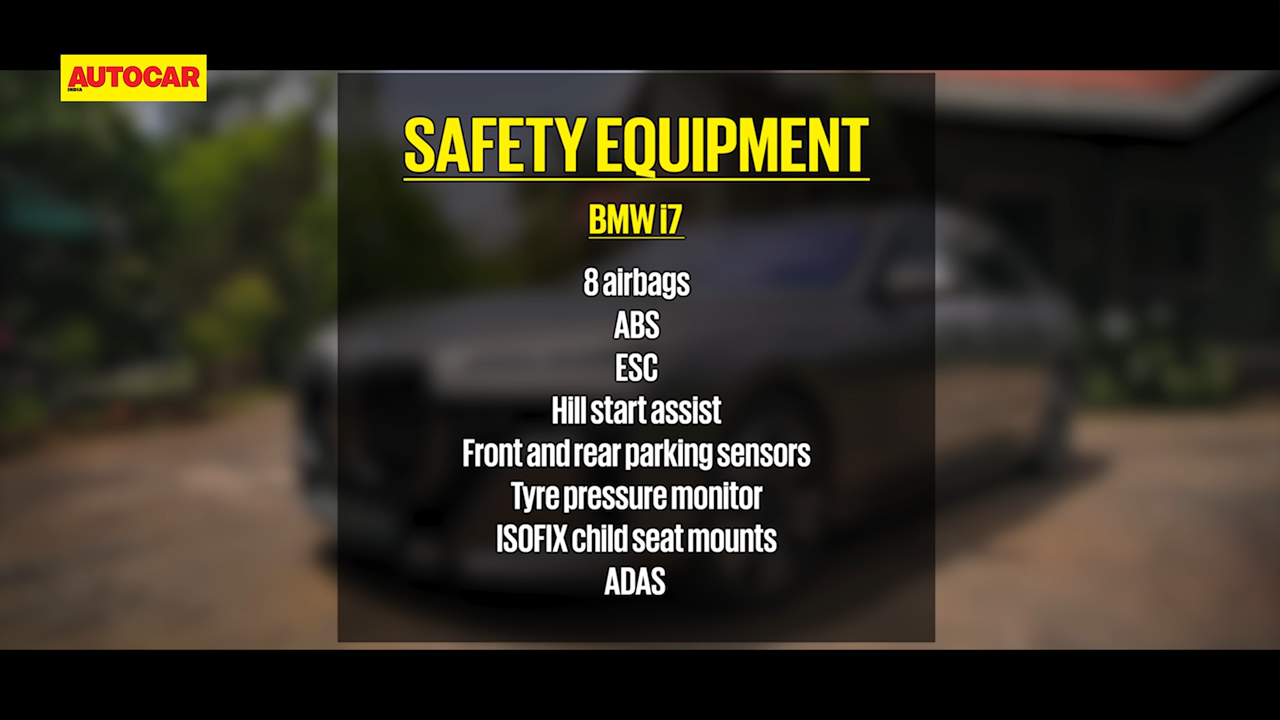 AUTOCAR
INDIA
SAFETY EQUIPMENT
BMW i7
8 airbags
ABS
ESC
Hill start assist
Front and rear parking sensors
Tyre pressure monitor
ISOFIX child seat mounts
ADAS